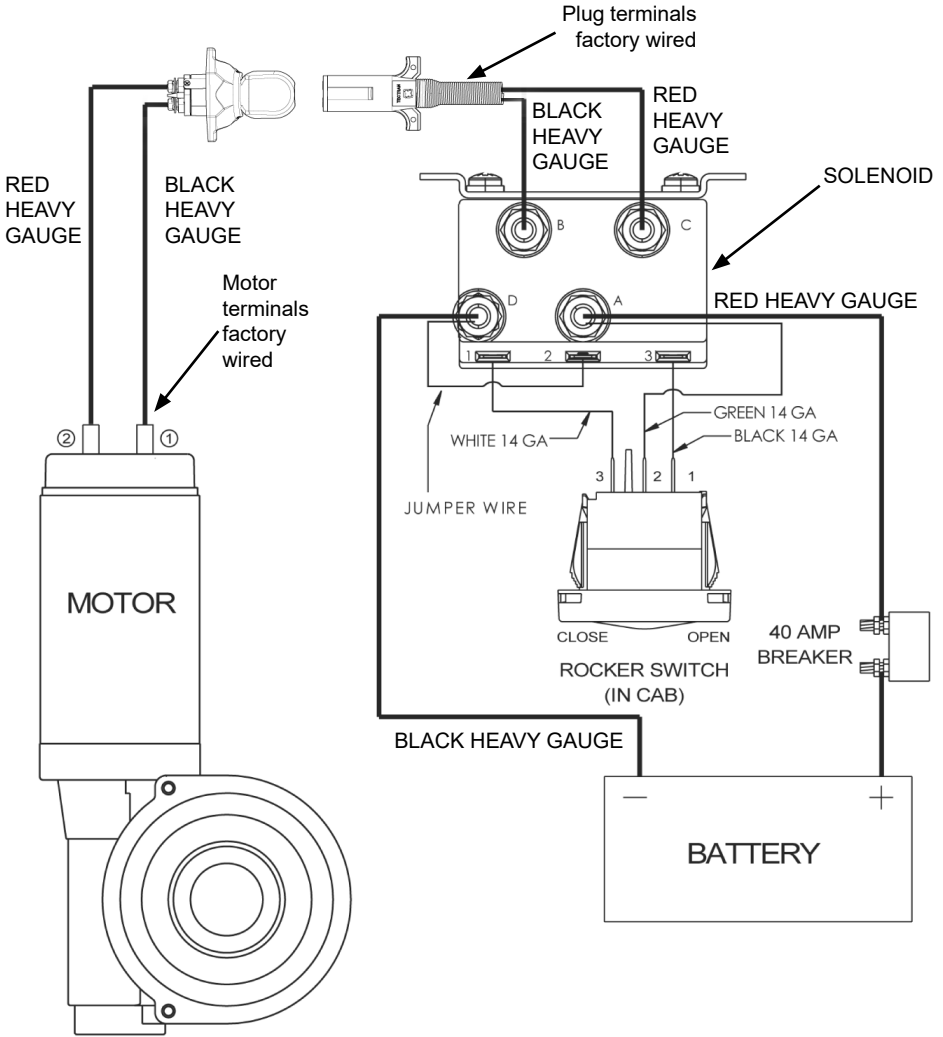 Plug terminals
factory wired
BLACK
HEAVY
GAUGE
RED
HEAVY
GAUGE
RED
HEAVY
GAUGE
BLACK
HEAVY
GAUGE
SOLENOID
B
C
D
A
RED HEAVY GAUGE
Motor
terminals
factory
wired
1
2
3
GREEN 14 GA
WHITE 14 GA
BLACK 14 GA
② ①
3 2 1
JUMPER WIRE
MOTOR
CLOSE OPEN
ROCKER SWITCH
(IN CAB)
40 AMP
BREAKER
BLACK HEAVY GAUGE
— +
BATTERY